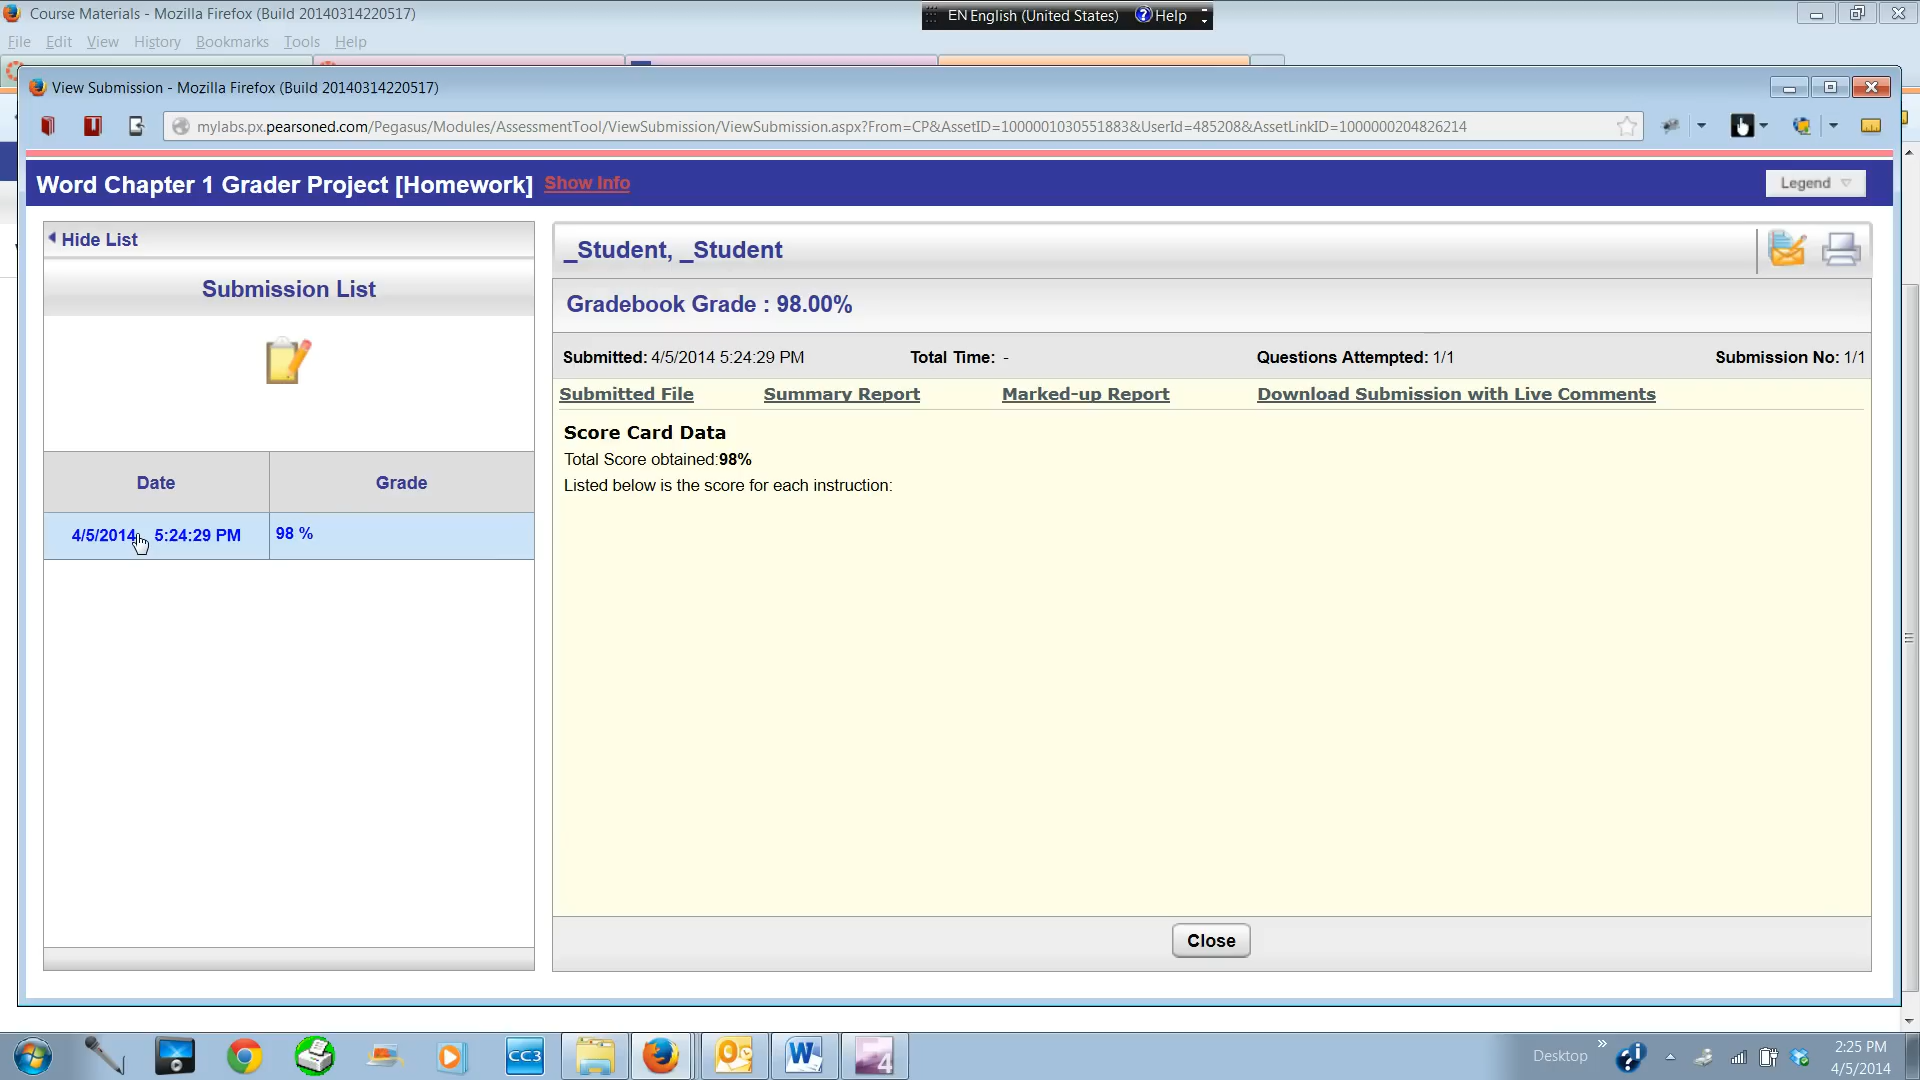 Course Materials - Mozilla Firefox (Build 20140314220517)
EN English (United States) Help
File Edit View History Bookmarks Tools Help
View Submission - Mozilla Firefox (Build 20140314220517)
mylabs.px.pearsoned.com/Pegasus/Modules/AssessmentTool/ViewSubmission/ViewSubmission.aspx?From=CP&AssetID=1000001030551883&UserId=485208&AssetLinkID=1000000204826214
Word Chapter 1 Grader Project [Homework] Show Info
Legend
Hide List
Submission List
Date Grade
4/5/2014 5:24:29 PM 98 %
_Student, _Student
Gradebook Grade : 98.00%
Submitted: 4/5/2014 5:24:29 PM Total Time: - Questions Attempted: 1/1 Submission No: 1/1
Submitted File Summary Report Marked-up Report Download Submission with Live Comments
Score Card Data
Total Score obtained:98%
Listed below is the score for each instruction:
Close
CC3
4
Desktop
2:25 PM
4/5/2014